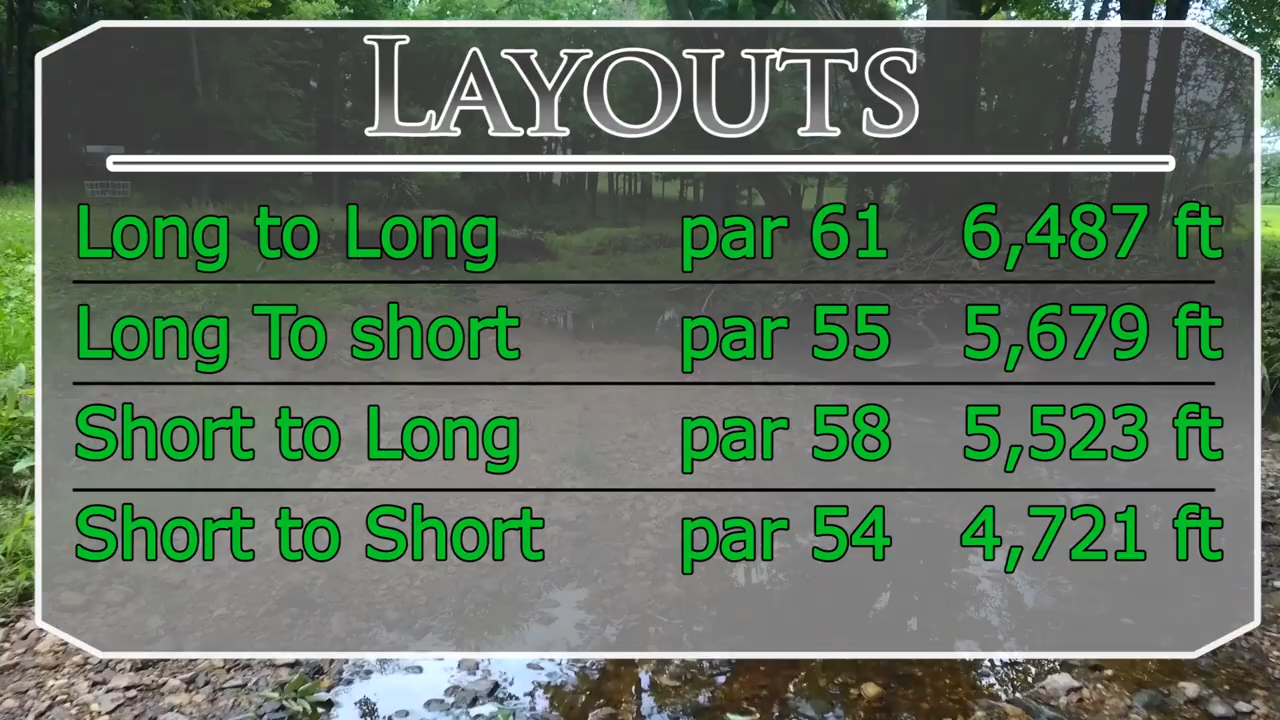 LAYOUTS
Long to Long par 61 6,487 ft
Long To short par 55 5,679 ft
Short to Long par 58 5,523 ft
Short to Short par 54 4,721 ft